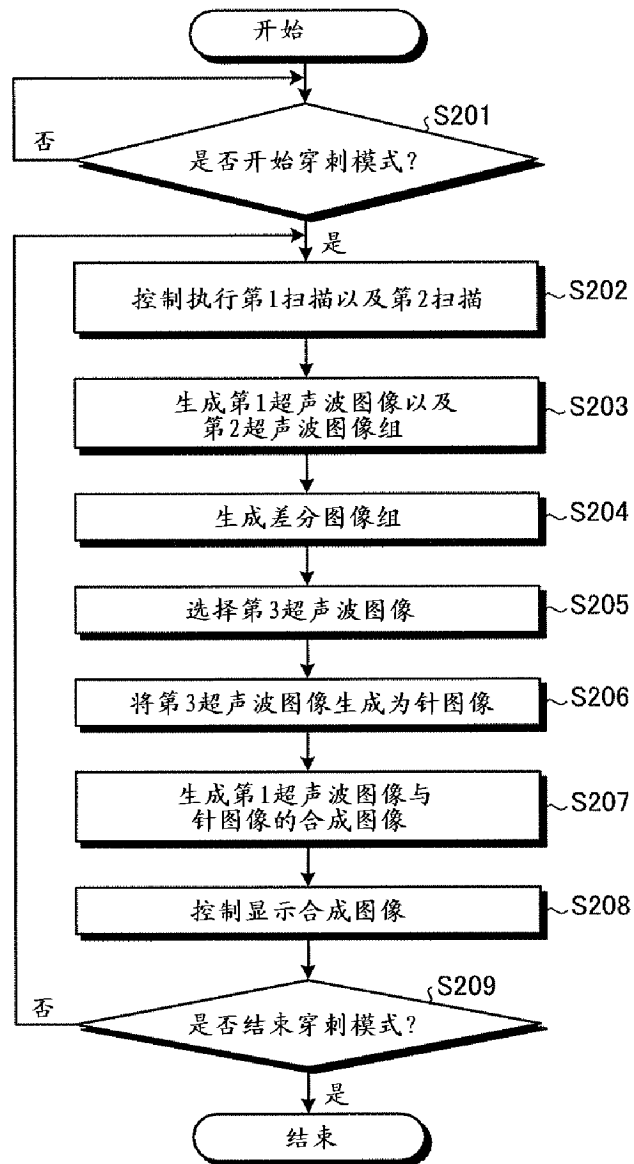 开始
S201
否
是否开始穿刺模式?
是
控制执行第1扫描以及第2扫描
S202
生成第1超声波图像以及
第2超声波图像组
S203
生成差分图像组
S204
选择第3超声波图像
S205
将第3超声波图像生成为针图像
S206
生成第1超声波图像与
针图像的合成图像
S207
控制显示合成图像
S208
S209
否
是否结束穿刺模式?
是
结束